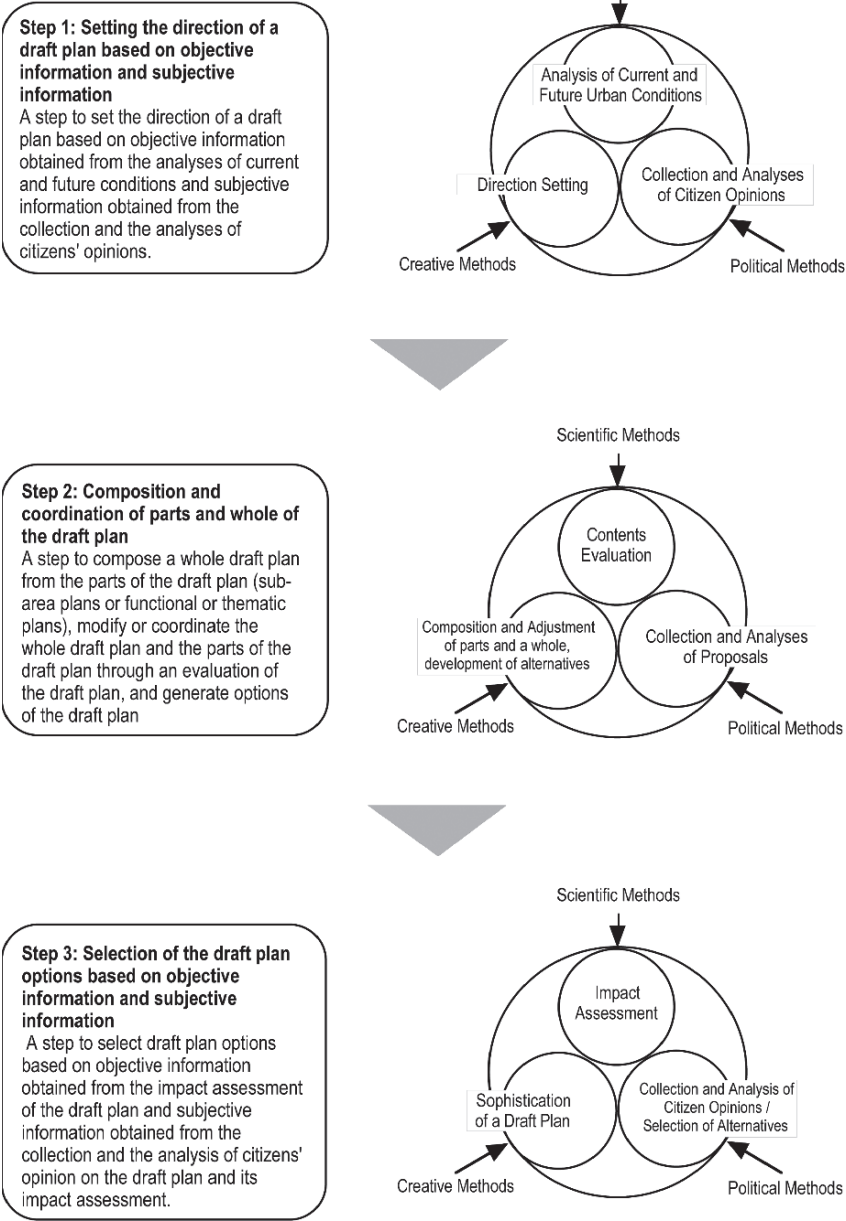 Step 1: Setting the direction of a
draft plan based on objective
information and subjective
information
A step to set the direction of a draft
plan based on objective information
obtained from the analyses of current
and future conditions and subjective
information obtained from the
collection and the analyses of
citizens' opinions.
Analysis of Current and
Future Urban Conditions
Direction Setting
Collection and Analyses
of Citizen Opinions
Creative Methods
Political Methods
Scientific Methods
Step 2: Composition and
coordination of parts and whole of
the draft plan
A step to compose a whole draft plan
from the parts of the draft plan (sub-
area plans or functional or thematic
plans), modify or coordinate the
whole draft plan and the parts of the
draft plan through an evaluation of
the draft plan, and generate options
of the draft plan
Contents
Evaluation
Composition and Adjustment
of parts and a whole,
development of alternatives
Collection and Analyses
of Proposals
Creative Methods
Political Methods
Scientific Methods
Step 3: Selection of the draft plan
options based on objective
information and subjective
information
A step to select draft plan options
based on objective information
obtained from the impact assessment
of the draft plan and subjective
information obtained from the
collection and the analysis of citizens'
opinion on the draft plan and its
impact assessment.
Impact
Assessment
Sophistication
of a Draft Plan
Collection and Analysis of
Citizen Opinions /
Selection of Alternatives
Creative Methods
Political Methods